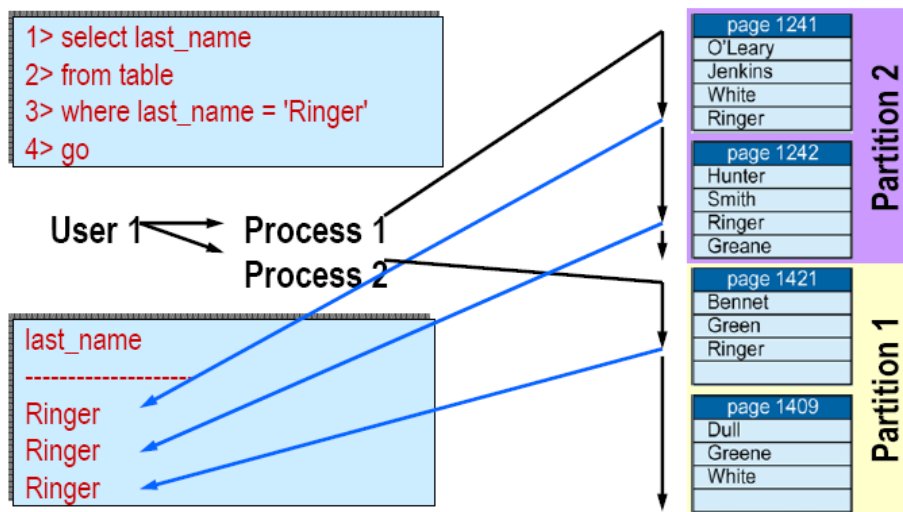 1> select last_name
2> from table
3> where last_name = 'Ringer'
4> go
User 1
Process 1
Process 2
last_name
------------------
Ringer
Ringer
Ringer
page 1241
O'Leary
Jenkins
White
Ringer
page 1242
Hunter
Smith
Ringer
Greane
Partition 2
page 1421
Bennet
Green
Ringer
page 1409
Dull
Greene
White
Partition 1